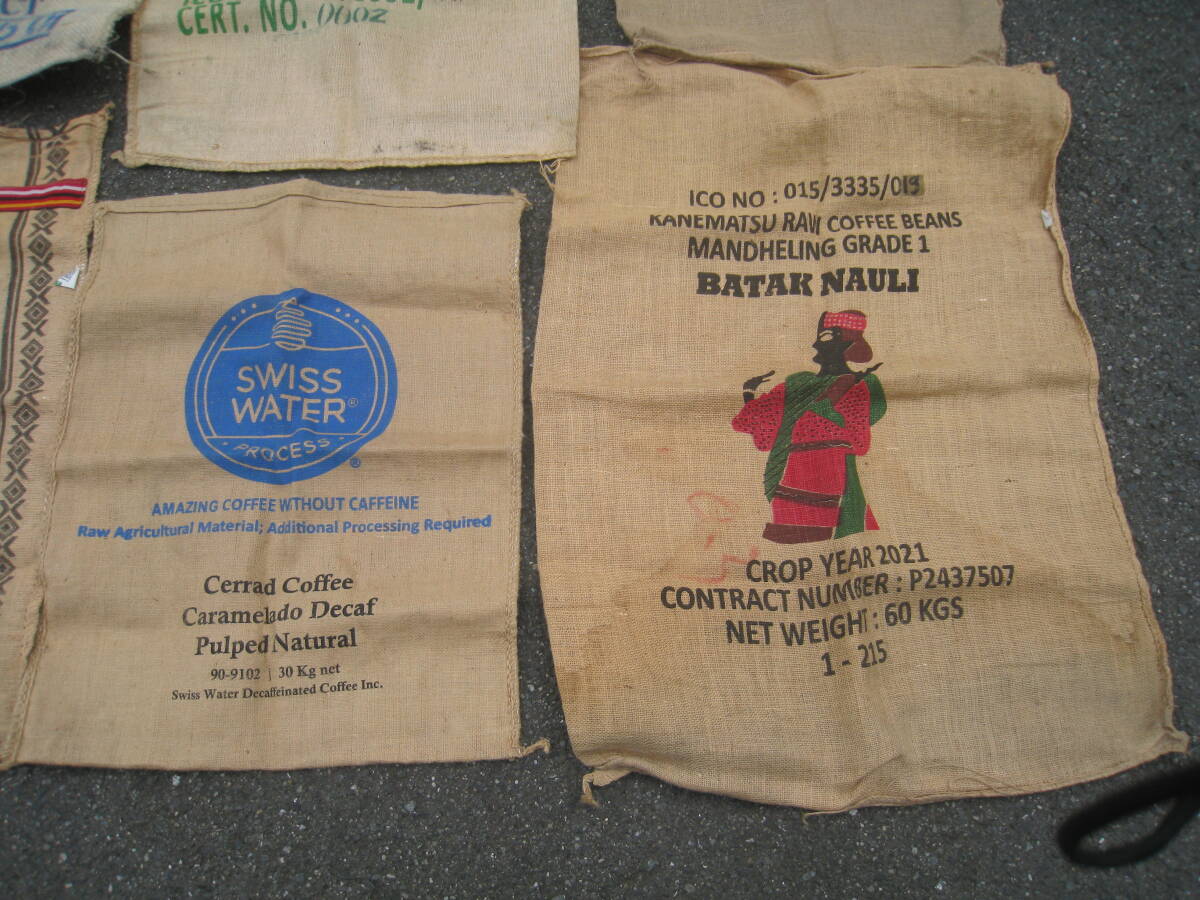 CERT. NO. 0002
SWISS
WATER®
PROCESS
®
AMAZING COFFEE WITHOUT CAFFEINE
Raw Agricultural Material; Additional Processing Required
Cerrad Coffee
Caramelado Decaf
Pulped Natural
90-9102 | 30 Kg net
Swiss Water Decaffeinated Coffee Inc.
ICO NO : 015/3335/013
KANEMATSU RAW COFFEE BEANS
MANDHELING GRADE 1
BATAK NAULI
CROP YEAR 2021
CONTRACT NUMBER : P2437507
NET WEIGHT : 60 KGS
1 - 215